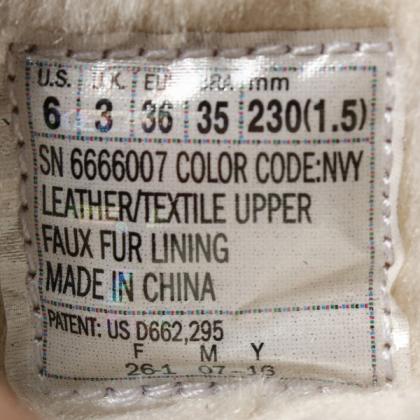 U.S. U.K. EUR BRA mm
6 3 36 35 230(1.5)
SN 6666007 COLOR CODE:NVY
LEATHER/TEXTILE UPPER
FAUX FUR LINING
MADE IN CHINA
PATENT: US D662,295
F M Y
26-1 07-16